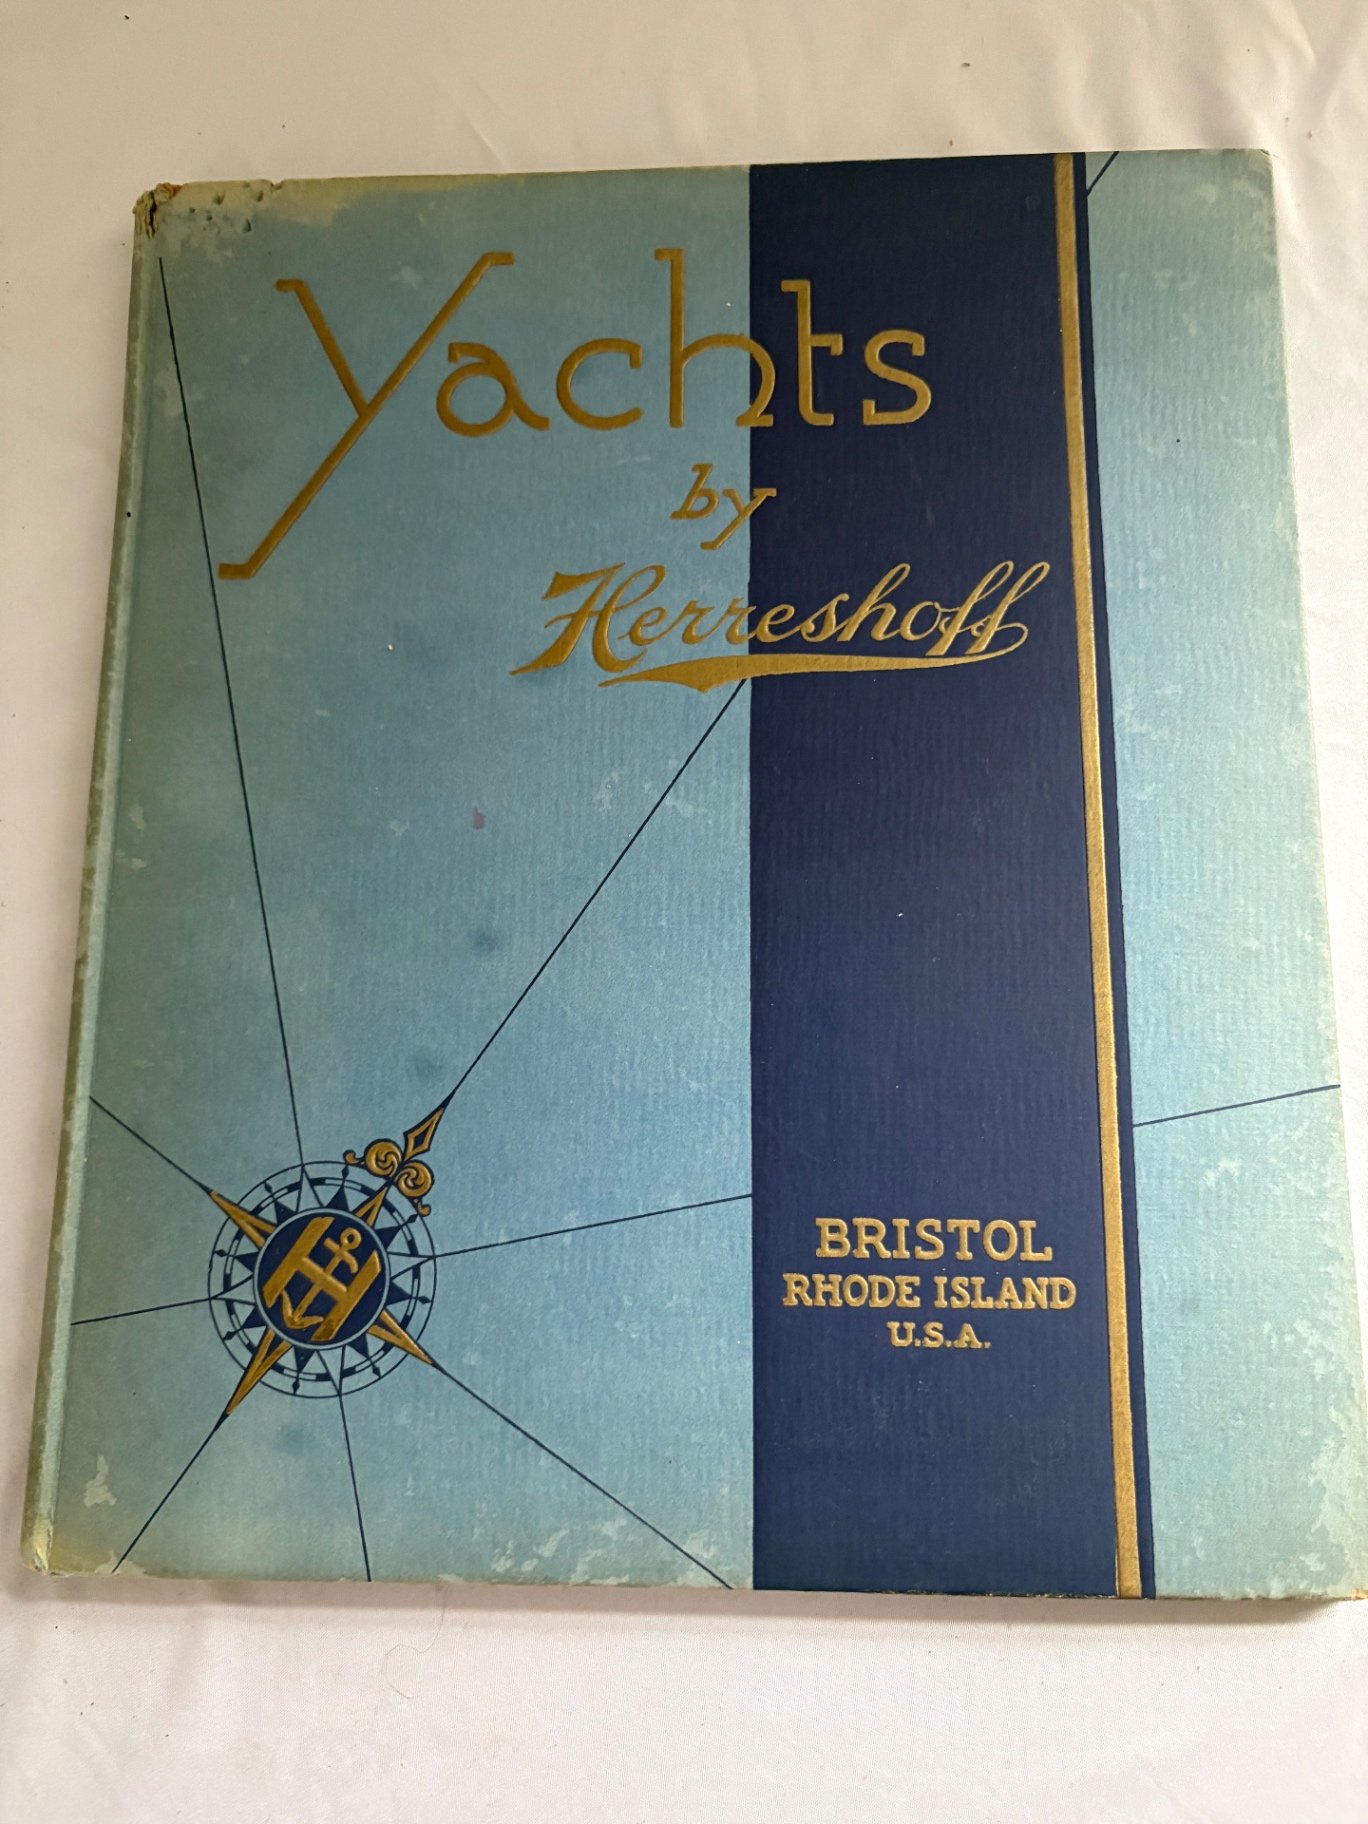 Yachts
by
Herreshoff
BRISTOL
RHODE ISLAND
U.S.A.
H